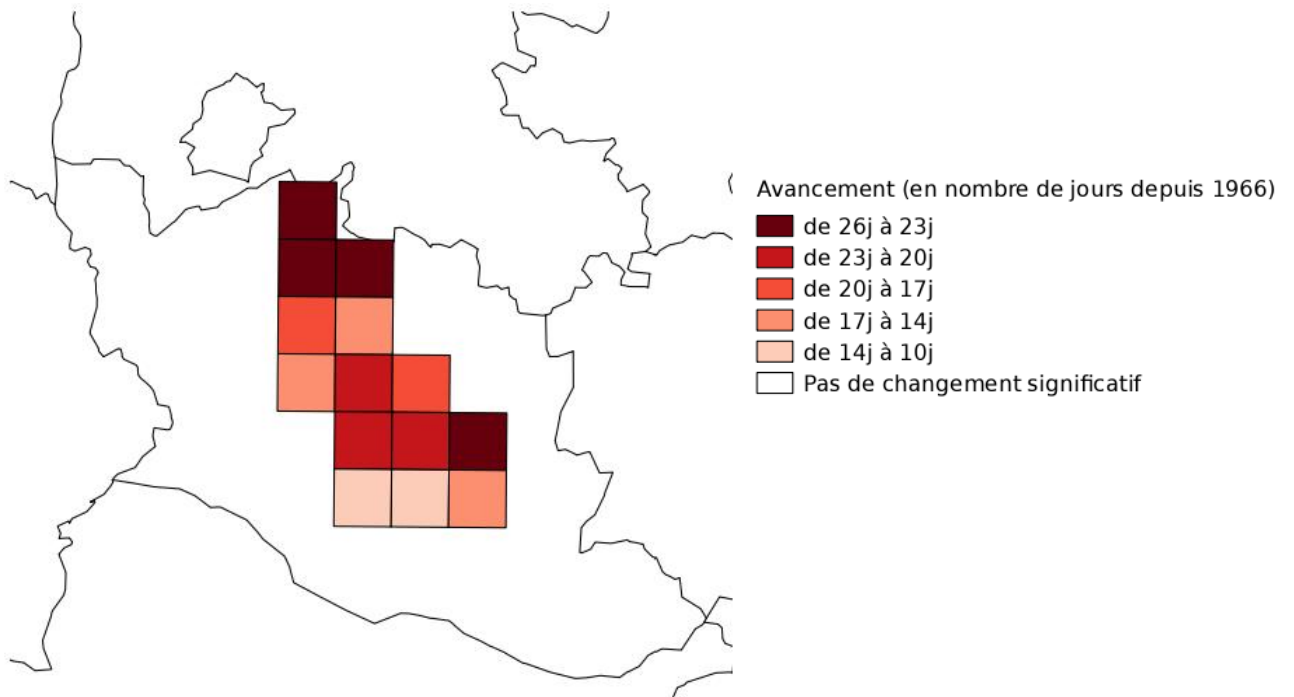 Avancement (en nombre de jours depuis 1966)
de 26j à 23j
de 23j à 20j
de 20j à 17j
de 17j à 14j
de 14j à 10j
Pas de changement significatif